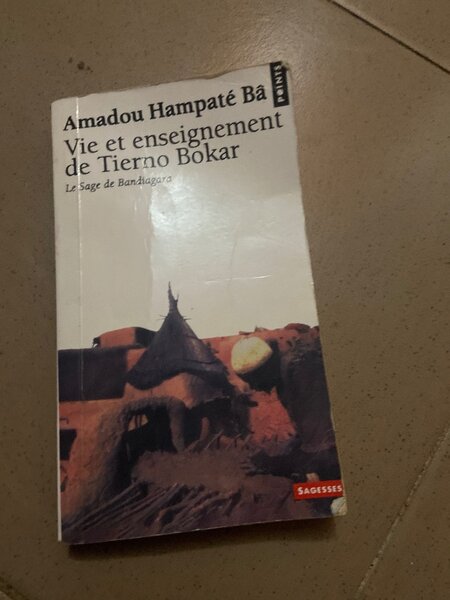 POINTS
Amadou Hampaté Bâ
Vie et enseignement
de Tierno Bokar
Le Sage de Bandiagara
SAGESSES